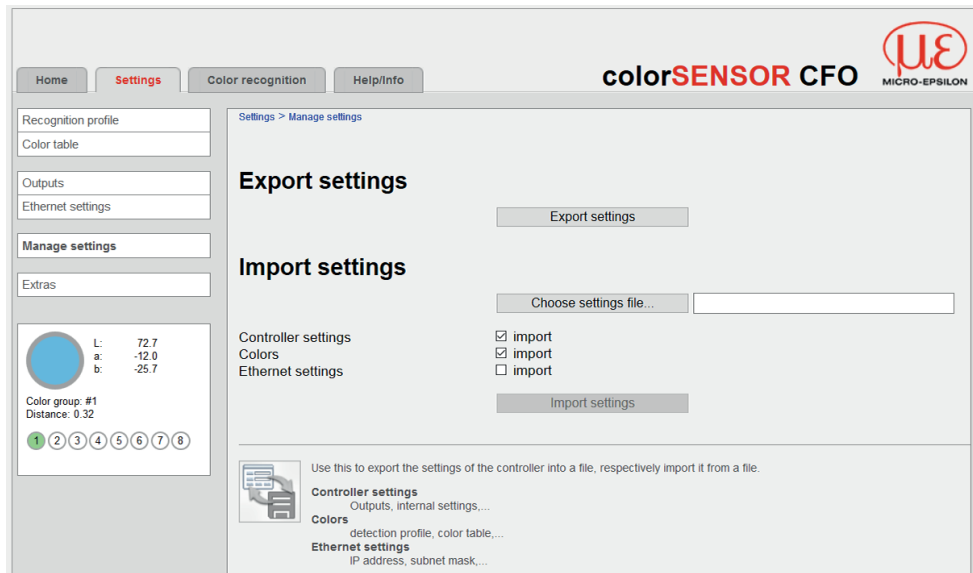 colorSENSOR CFO
με
MICRO-EPSILON
Home
Settings
Color recognition
Help/Info
Recognition profile
Color table
Outputs
Ethernet settings
Manage settings
Extras
L: 72.7
a: -12.0
b: -25.7
Color group: #1
Distance: 0.32
1 2 3 4 5 6 7 8
Settings > Manage settings
Export settings
Export settings
Import settings
Choose settings file...
Controller settings import
Colors import
Ethernet settings import
Import settings
Use this to export the settings of the controller into a file, respectively import it from a file.
Controller settings
Outputs, internal settings,...
Colors
detection profile, color table,...
Ethernet settings
IP address, subnet mask,...